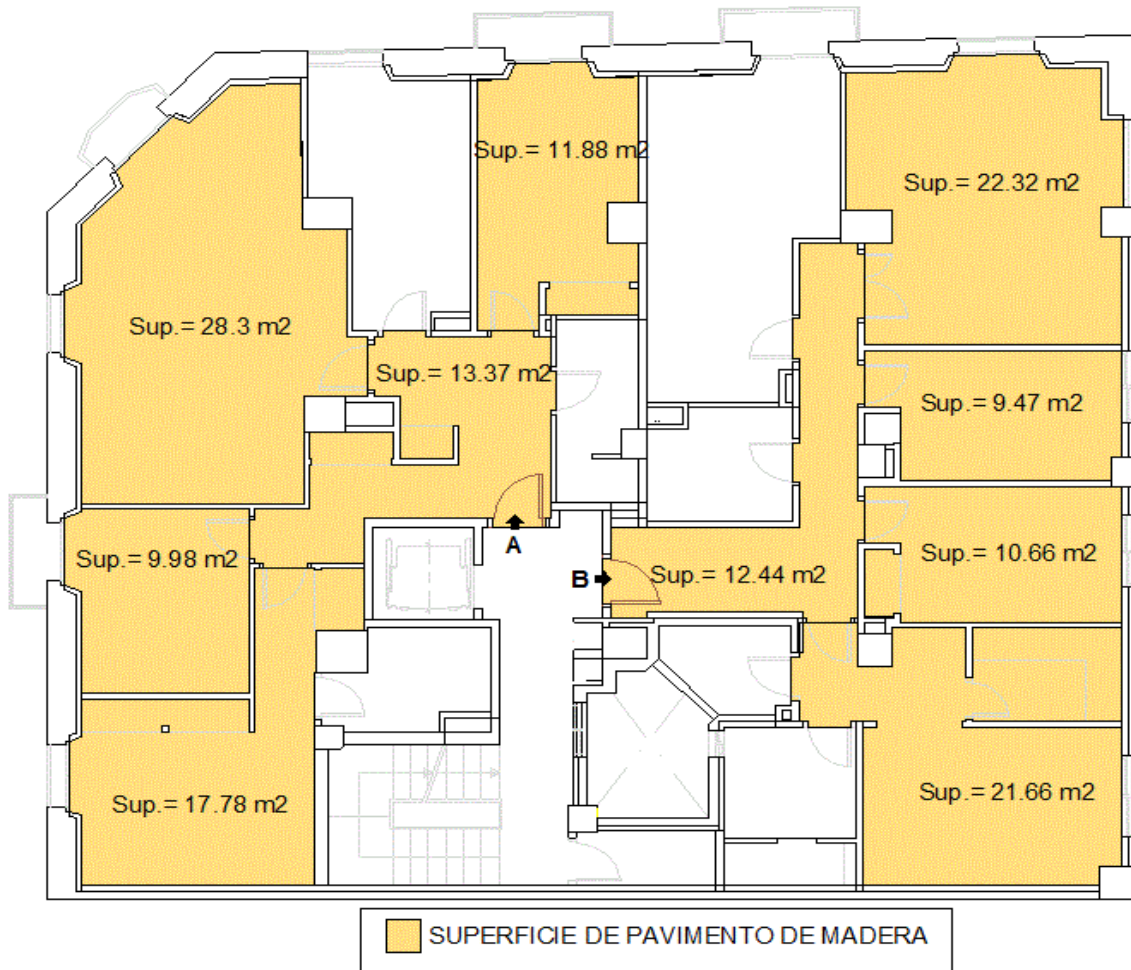 Sup.= 11.88 m2
Sup.= 22.32 m2
Sup.= 28.3 m2
Sup.= 13.37 m2
Sup.= 9.47 m2
A
Sup.= 9.98 m2
Sup.= 10.66 m2
B
Sup.= 12.44 m2
Sup.= 17.78 m2
Sup.= 21.66 m2
SUPERFICIE DE PAVIMENTO DE MADERA